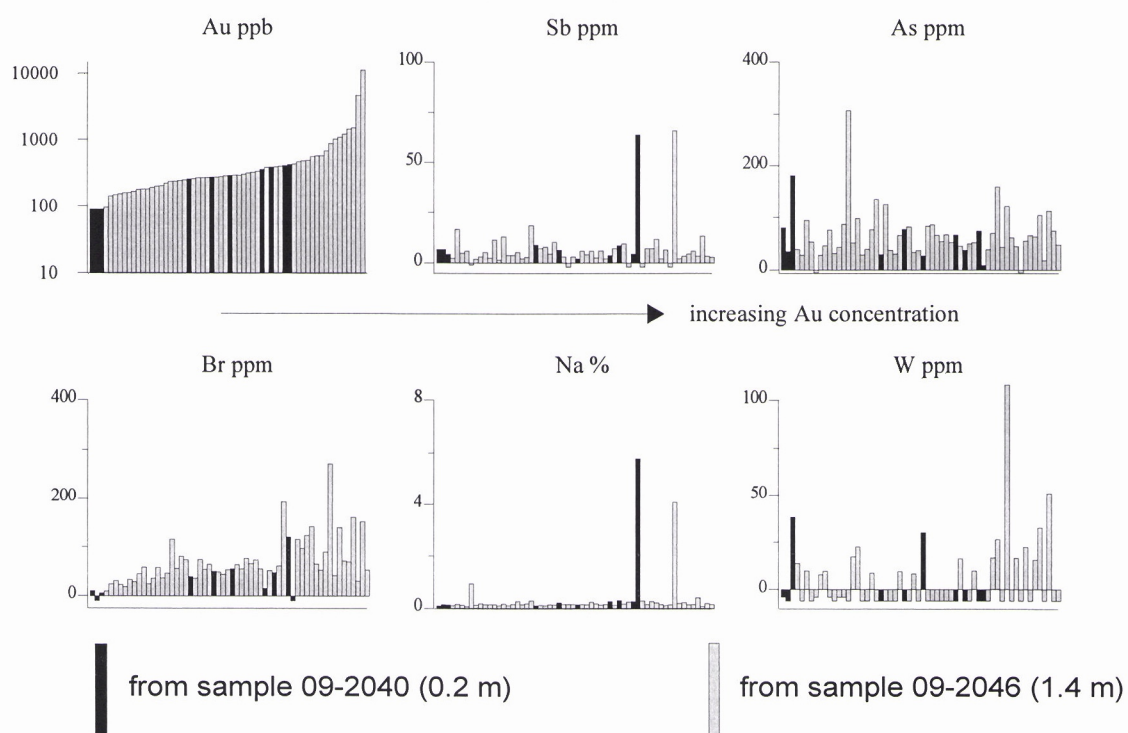 Au ppb
Sb ppm
As ppm
10000
1000
100
10
100
50
0
400
200
0
increasing Au concentration
Br ppm
Na %
W ppm
400
200
0
8
4
0
100
50
0
from sample 09-2040 (0.2 m)
from sample 09-2046 (1.4 m)